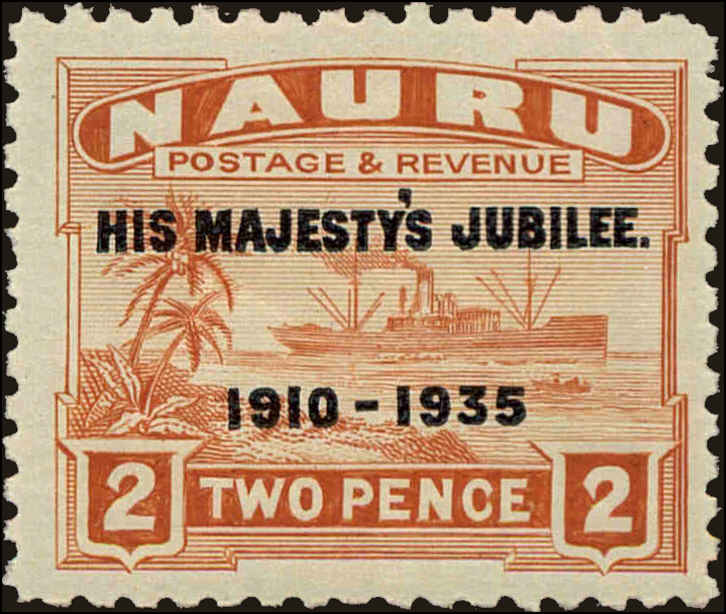 NAURU
POSTAGE & REVENUE
HIS MAJESTY'S JUBILEE.
1910 - 1935
2 TWO PENCE 2